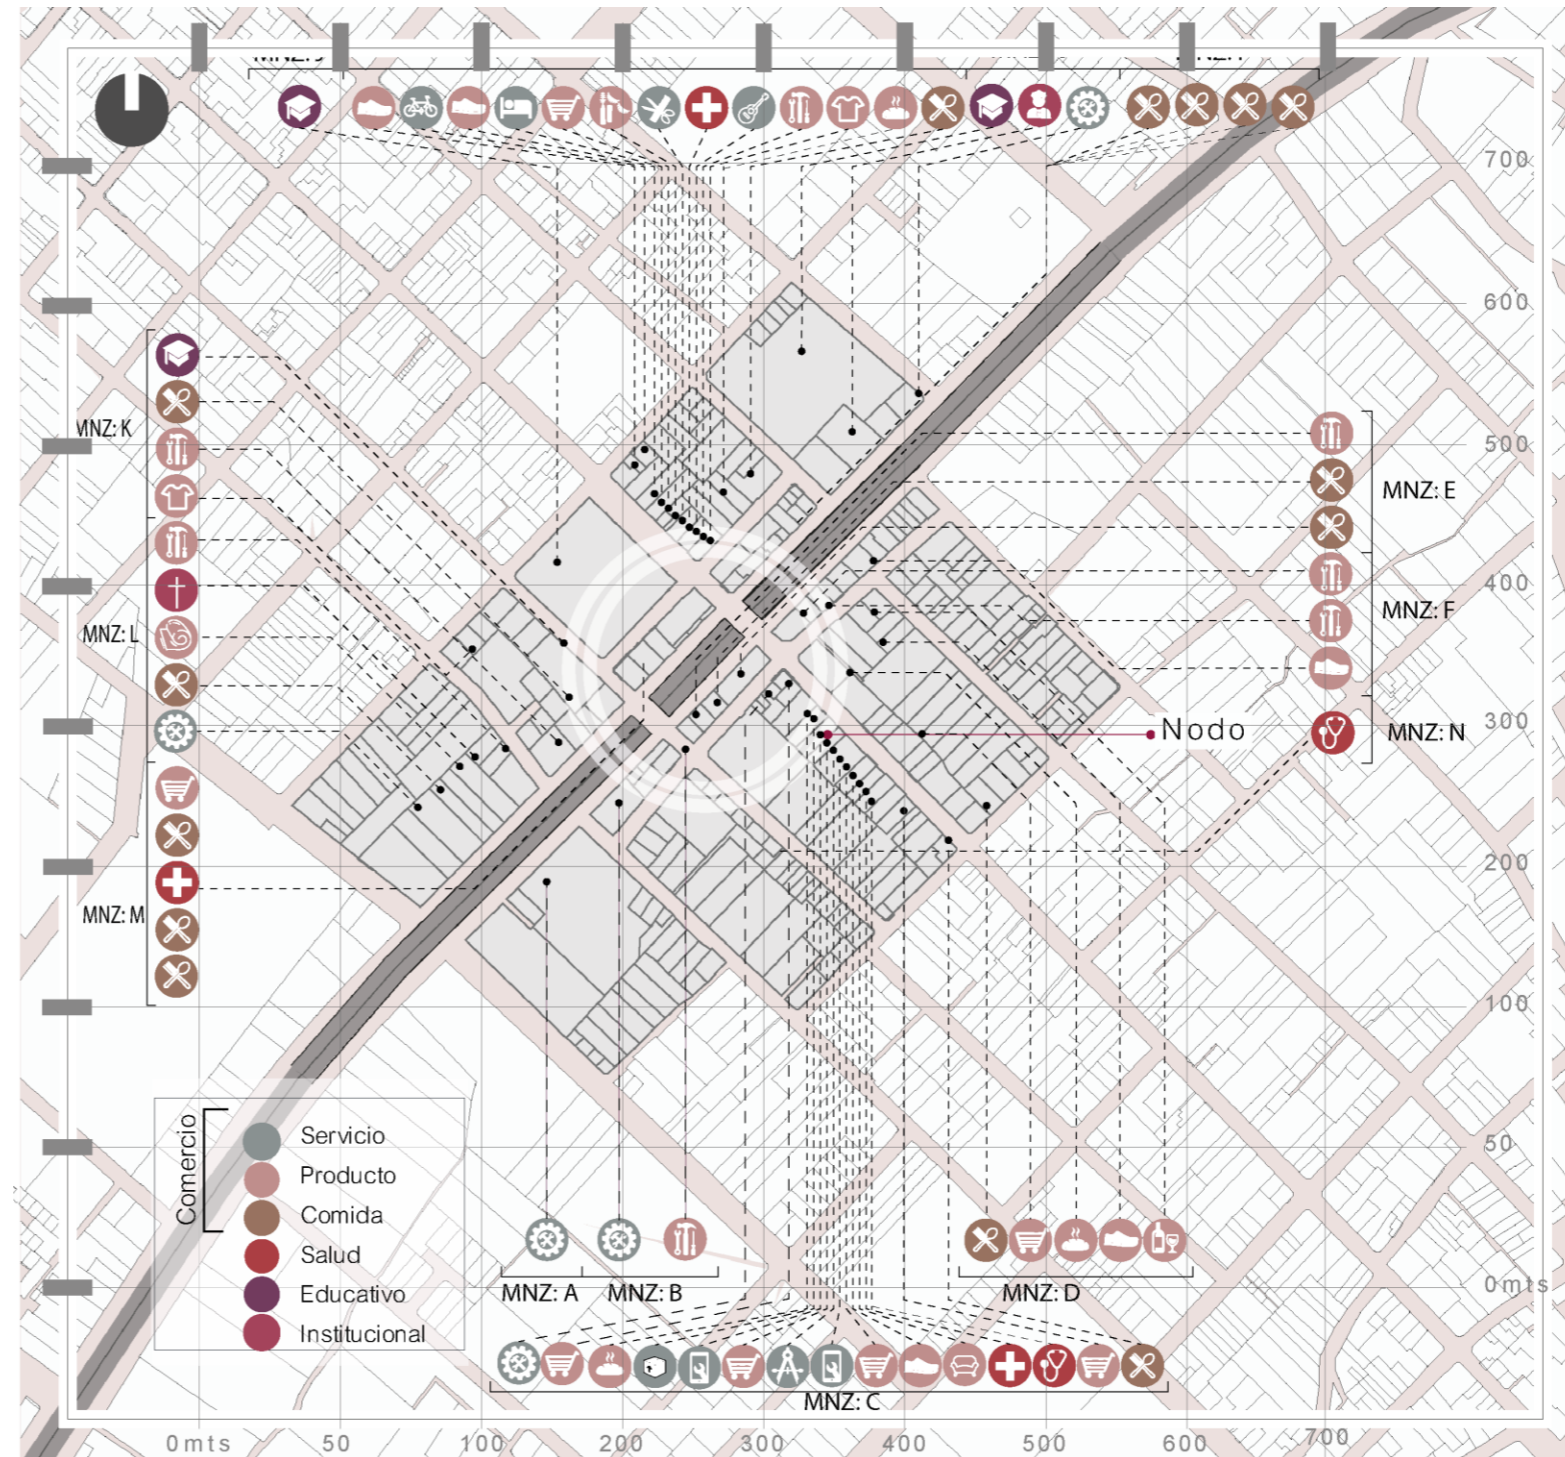 700
600
MNZ: K
500
MNZ: E
400
MNZ: F
MNZ: L
300
Nodo
MNZ: N
200
MNZ: M
100
Comercio
Servicio
Producto
Comida
Salud
Educativo
Institucional
50
0mts
MNZ: A
MNZ: B
MNZ: D
MNZ: C
0mts
50
100
200
300
400
500
600
700